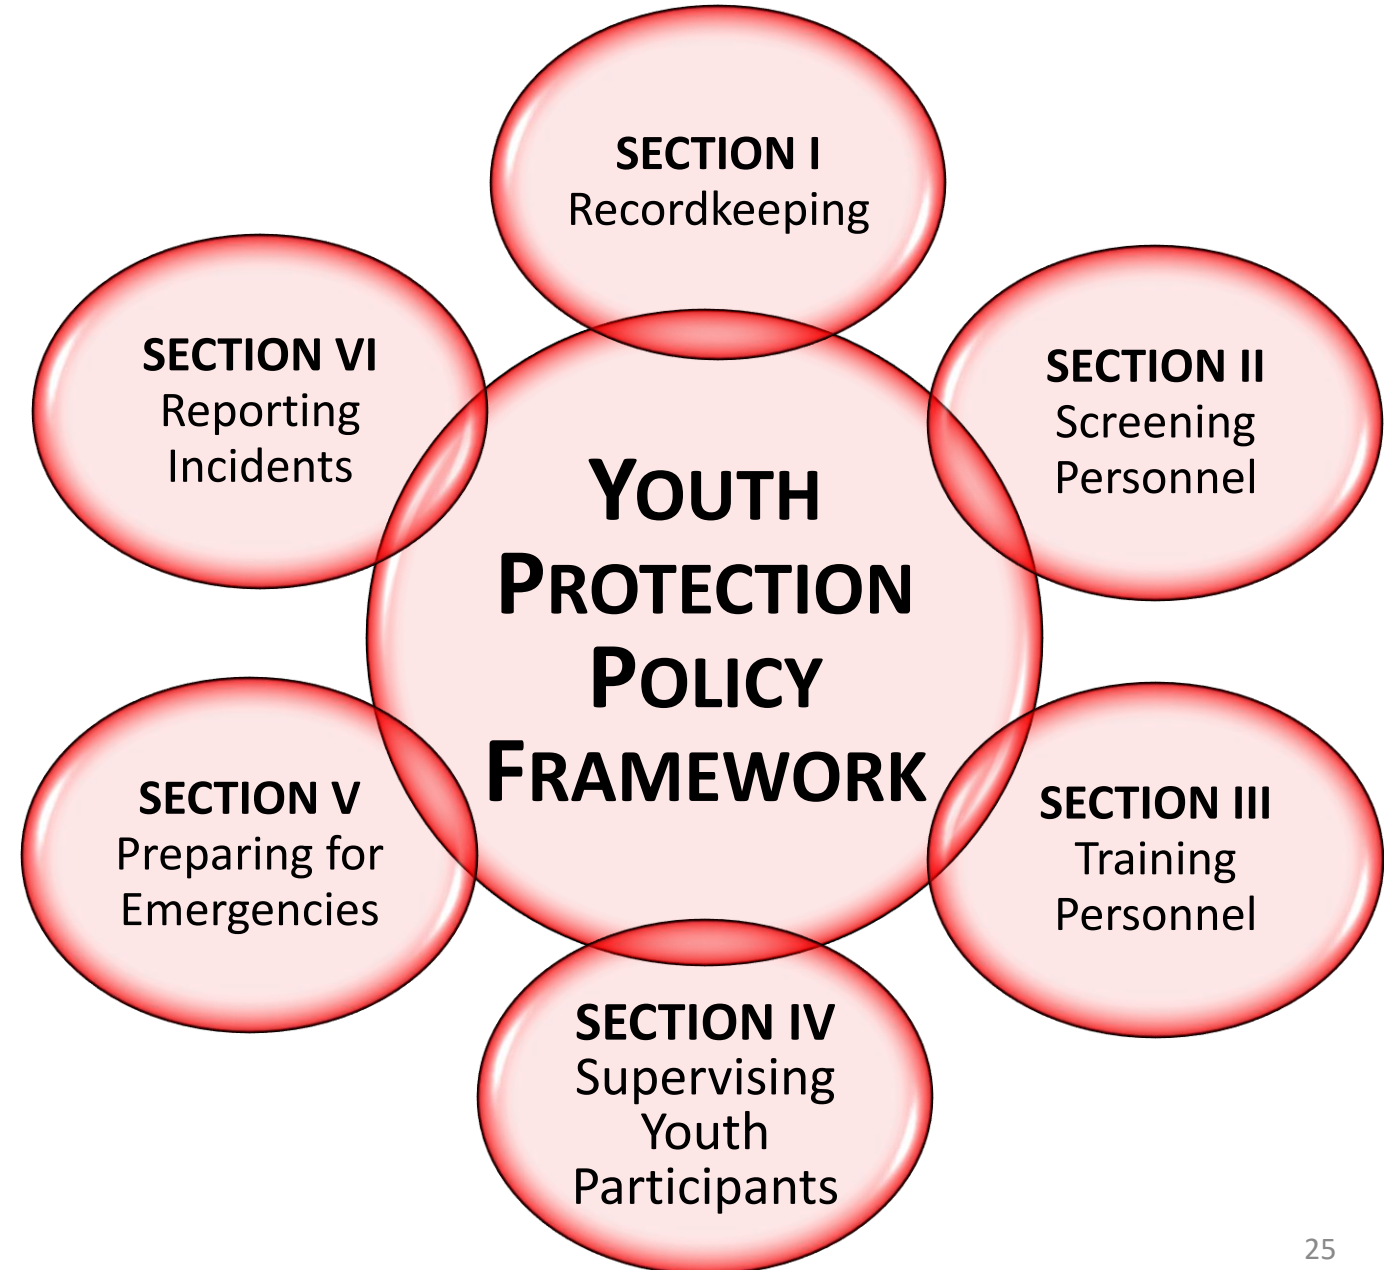 SECTION I
Recordkeeping
SECTION II
Screening
Personnel
SECTION III
Training
Personnel
SECTION IV
Supervising
Youth
Participants
SECTION V
Preparing for
Emergencies
SECTION VI
Reporting
Incidents
YOUTH
PROTECTION
POLICY
FRAMEWORK
25